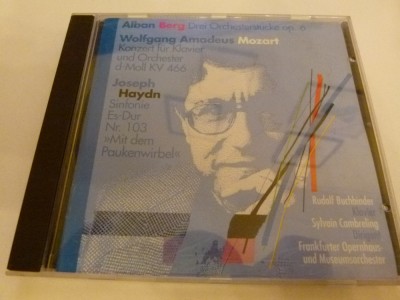 Alban Berg Drei Orchesterstücke op. 6
Wolfgang Amadeus Mozart
Konzert für Klavier
und Orchester
d-Moll KV 466
Joseph
Haydn
Sinfonie
Es-Dur
Nr. 103
»Mit dem
Paukenwirbel«
Rudolf Buchbinder
Klavier
Sylvain Cambreling
Frankfurter Opernhaus-
und Museumsorchester